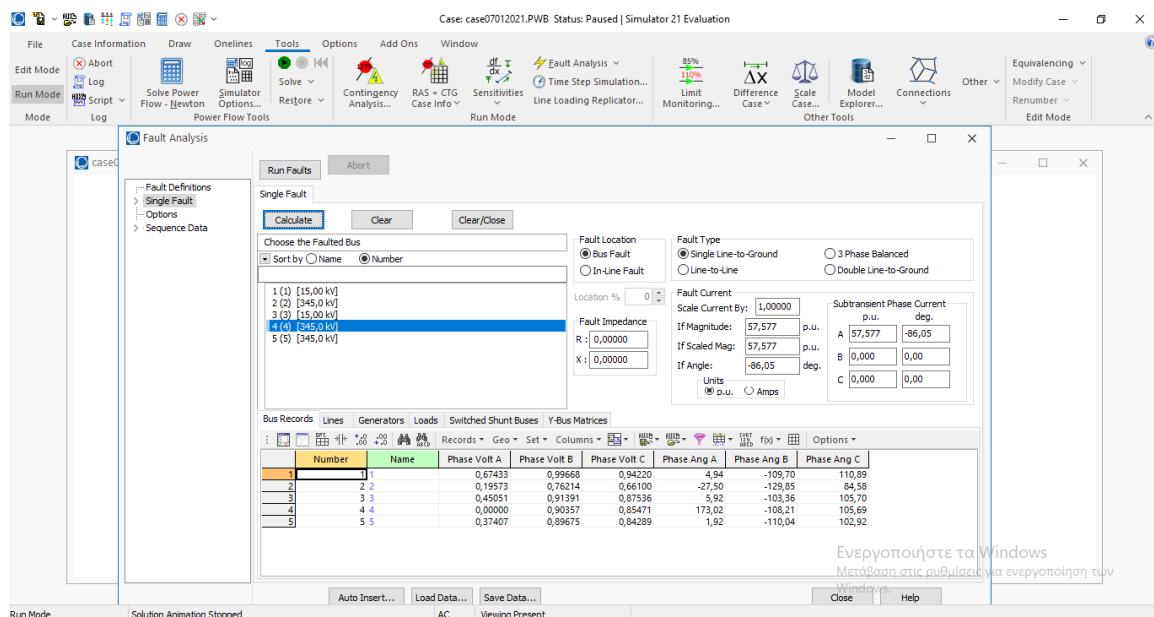 Case: case07012021.PWB Status: Paused | Simulator 21 Evaluation
File Case Information Draw Onelines Tools Options Add Ons Window
Edit Mode
Run Mode
Mode
Abort
Log
Script
Log
Solve Power
Flow - Newton
Simulator
Options...
Solve
Restore
Power Flow Tools
Contingency
Analysis...
RAS + CTG
Case Info
Sensitivities
Fault Analysis
Time Step Simulation...
Line Loading Replicator...
Run Mode
Limit
Monitoring...
Difference
Case
Scale
Case...
Model
Explorer...
Connections
Other
Other Tools
Equivalencing
Modify Case
Renumber
Edit Mode
Fault Analysis
Run Faults Abort
Fault Definitions
Single Fault
Options
Sequence Data
Single Fault
Calculate Clear Clear/Close
Choose the Faulted Bus
Sort by Name Number
1 (1) [15,00 kV]
2 (2) [345,0 kV]
3 (3) [15,00 kV]
4 (4) [345,0 kV]
5 (5) [345,0 kV]
Fault Location
Bus Fault
In-Line Fault
Location % 0
Fault Impedance
R : 0,00000
X : 0,00000
Fault Type
Single Line-to-Ground 3 Phase Balanced
Line-to-Line Double Line-to-Ground
Fault Current
Scale Current By: 1,00000
If Magnitude: 57,577 p.u.
If Scaled Mag: 57,577 p.u.
If Angle: -86,05 deg.
Units
p.u. Amps
Subtransient Phase Current
p.u. deg.
A 57,577 -86,05
B 0,000 0,00
C 0,000 0,00
Bus Records Lines Generators Loads Switched Shunt Buses Y-Bus Matrices
Records Geo Set Columns f(x) Options
Number Name Phase Volt A Phase Volt B Phase Volt C Phase Ang A Phase Ang B Phase Ang C
1 1 1 0,67433 0,99668 0,94220 4,94 -109,70 110,89
2 2 2 0,19573 0,76214 0,66100 -27,50 -129,85 84,58
3 3 3 0,45051 0,91391 0,87536 5,92 -103,36 105,70
4 4 4 0,00000 0,90357 0,85471 173,02 -108,21 105,69
5 5 5 0,37407 0,89675 0,84289 1,92 -110,04 102,92
Ενεργοποιήστε τα Windows
Μετάβαση στις ρυθμίσεις για ενεργοποίηση των
Windows.
Auto Insert... Load Data... Save Data... Close Help
Run Mode Solution Animation Stopped AC Viewing Present